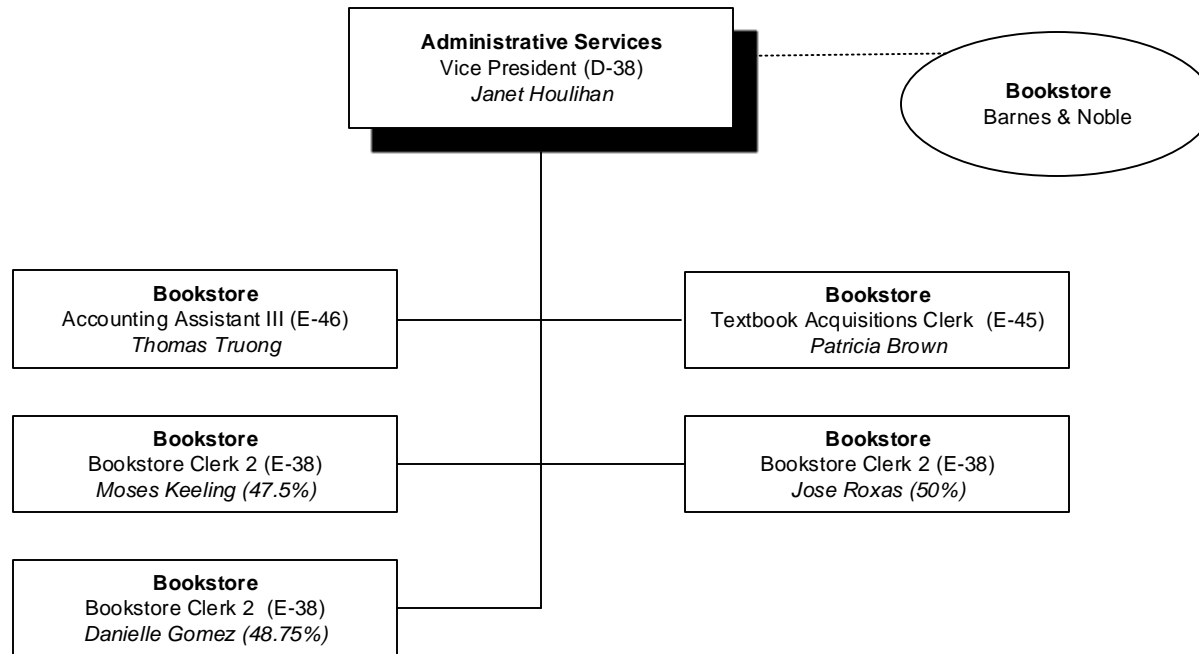 Administrative Services
Vice President (D-38)
Janet Houlihan
Bookstore
Barnes & Noble
Bookstore
Accounting Assistant III (E-46)
Thomas Truong
Bookstore
Textbook Acquisitions Clerk (E-45)
Patricia Brown
Bookstore
Bookstore Clerk 2 (E-38)
Moses Keeling (47.5%)
Bookstore
Bookstore Clerk 2 (E-38)
Jose Roxas (50%)
Bookstore
Bookstore Clerk 2 (E-38)
Danielle Gomez (48.75%)